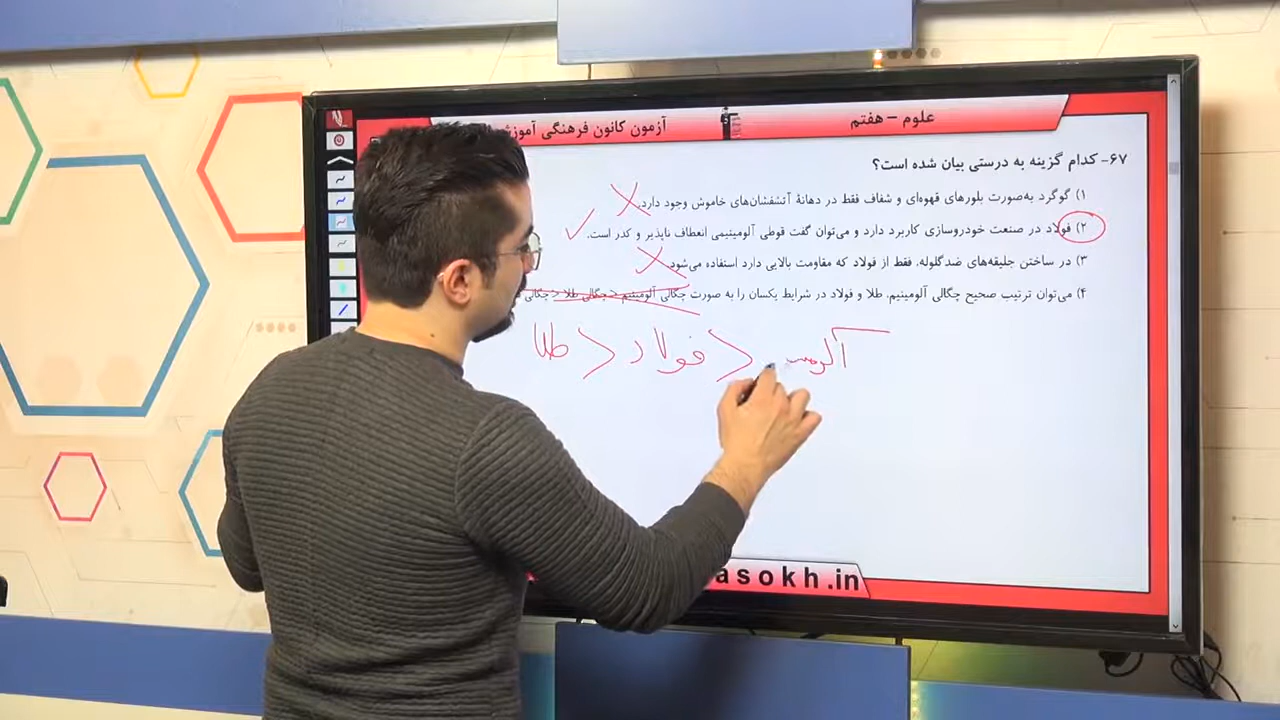 علوم – هفتم
آزمون کانون فرهنگی آموزش
۶۷- کدام گزینه به درستی بیان شده است؟
۱) گوگرد به‌صورت بلورهای قهوه‌ای و شفاف فقط در دهانهٔ آتشفشان‌های خاموش وجود دارد.
۲) فولاد در صنعت خودروسازی کاربرد دارد و می‌توان گفت قوطی آلومینیمی انعطاف ناپذیر و کدر است.
۳) در ساختن جلیقه‌های ضدگلوله، فقط از فولاد که مقاومت بالایی دارد استفاده می‌شود.
۴) می‌توان ترتیب صحیح چگالی آلومینیم، طلا و فولاد در شرایط یکسان را به صورت چگالی آلومینیم < چگالی طلا < چگالی
> فولاد > طلا
asokh.in